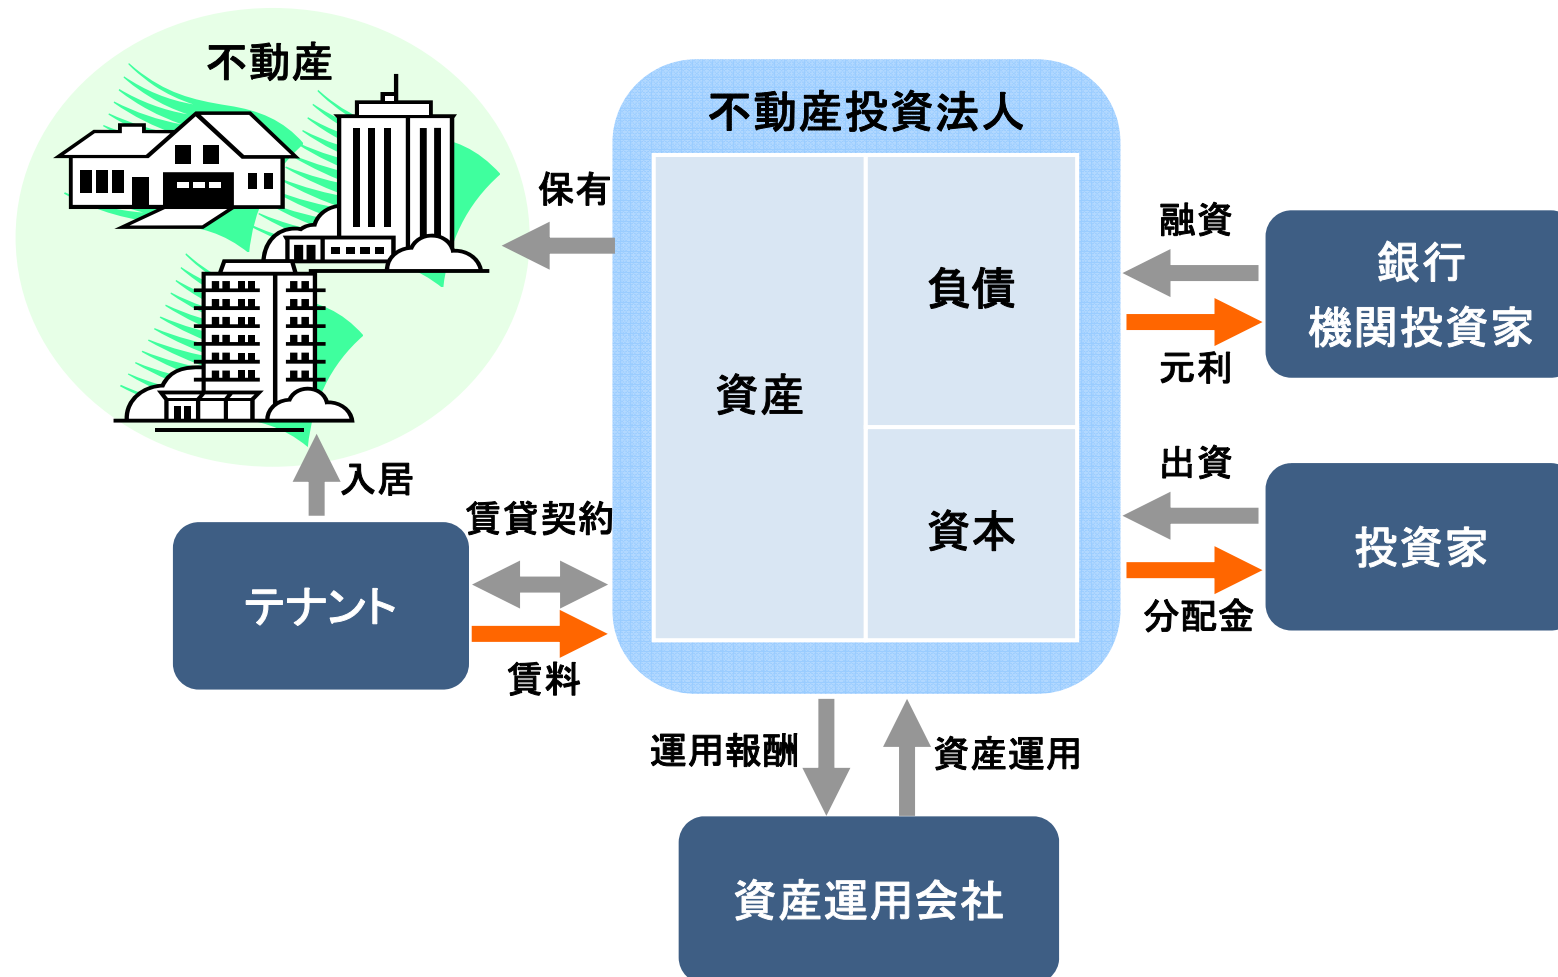 不動産
不動産投資法人
保有
融資
銀行
機関投資家
負債
元利
資産
出資
入居
賃貸契約
資本
投資家
テナント
分配金
賃料
運用報酬
資産運用
資産運用会社